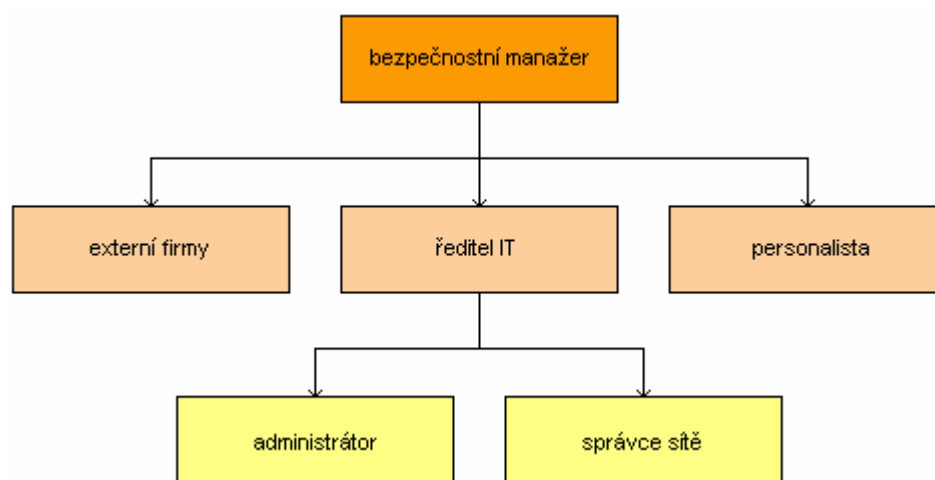 bezpečnostní manažer
externí firmy
ředitel IT
personalista
administrátor
správce sítě